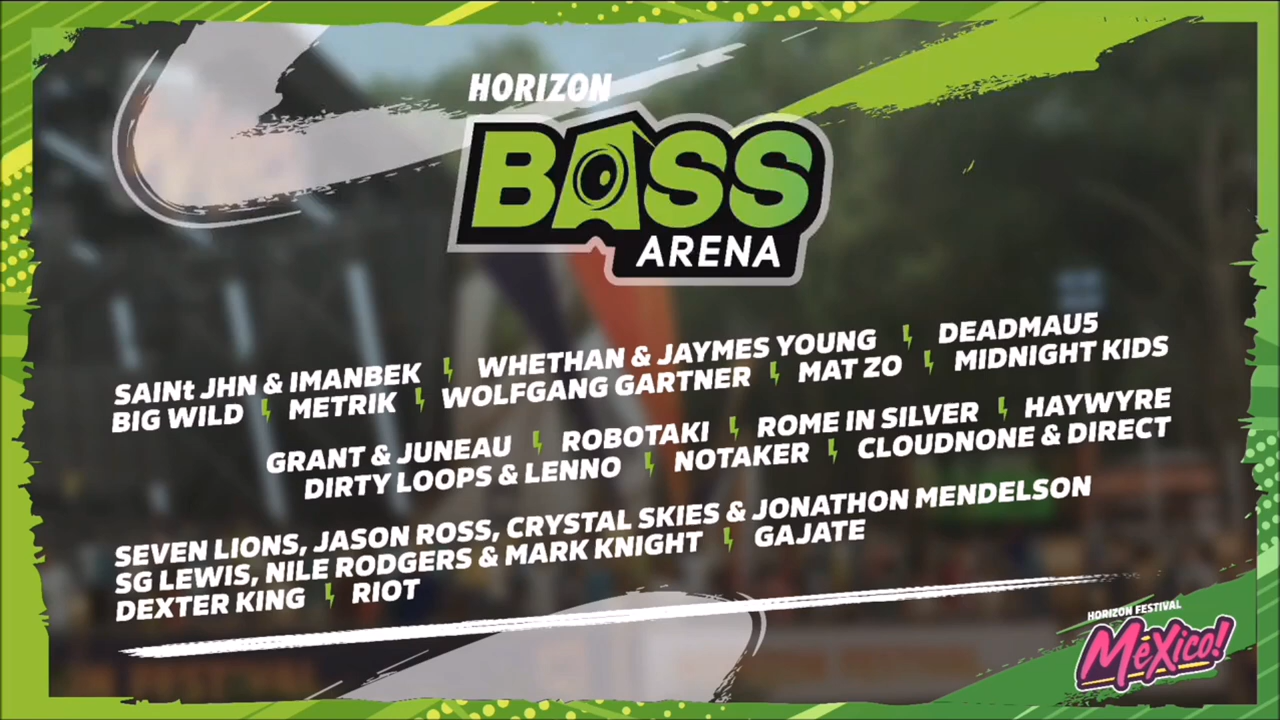 HORIZON
BASS
ARENA
SAINt JHN & IMANBEK WHETHAN & JAYMES YOUNG DEADMAU5
BIG WILD METRIK WOLFGANG GARTNER MAT ZO MIDNIGHT KIDS
GRANT & JUNEAU ROBOTAKI ROME IN SILVER HAYWYRE
DIRTY LOOPS & LENNO NOTAKER CLOUDNONE & DIRECT
SEVEN LIONS, JASON ROSS, CRYSTAL SKIES & JONATHON MENDELSON
SG LEWIS, NILE RODGERS & MARK KNIGHT GAJATE
DEXTER KING RIOT
HORIZON FESTIVAL
MéXICO!